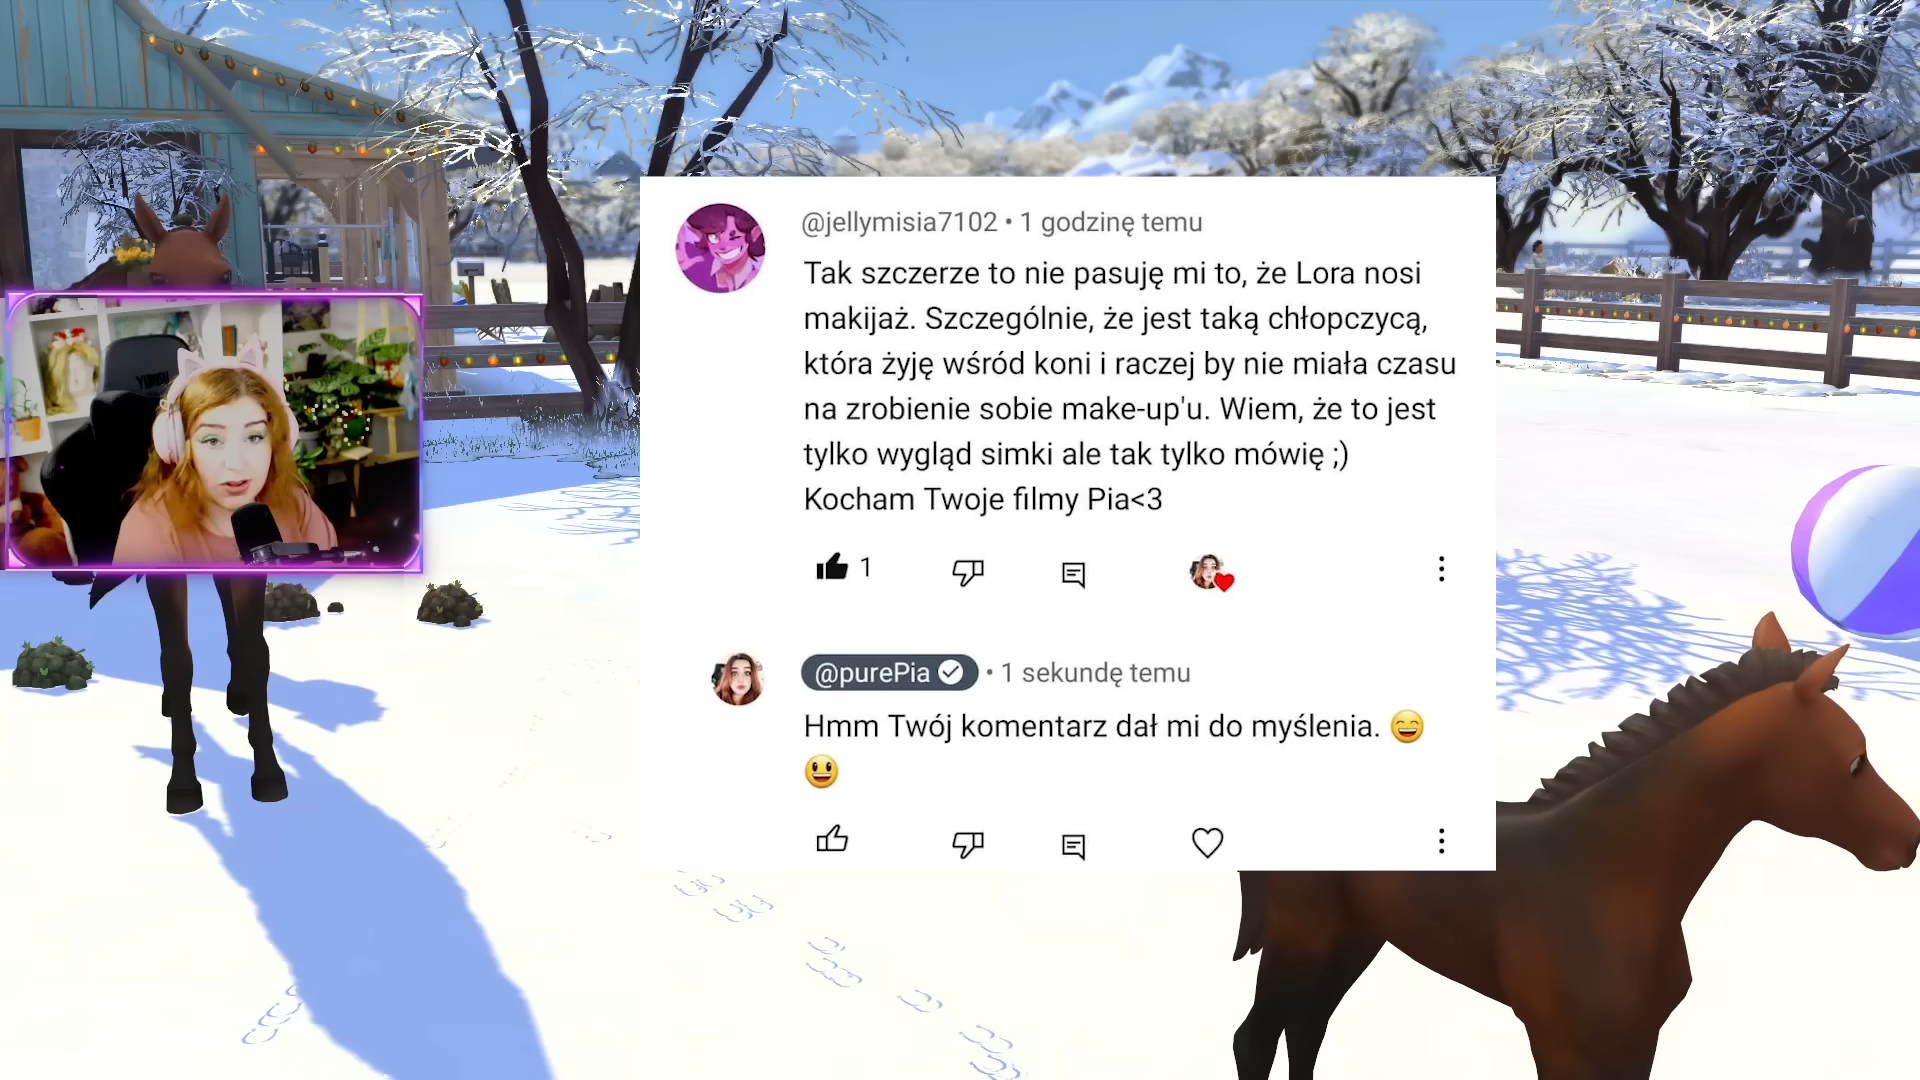 @jellymisia7102 • 1 godzinę temu
Tak szczerze to nie pasuję mi to, że Lora nosi
makijaż. Szczególnie, że jest taką chłopczycą,
która żyję wśród koni i raczej by nie miała czasu
na zrobienie sobie make-up'u. Wiem, że to jest
tylko wygląd simki ale tak tylko mówię ;)
Kocham Twoje filmy Pia<3
1
@purePia • 1 sekundę temu
Hmm Twój komentarz dał mi do myślenia. 😄
😃